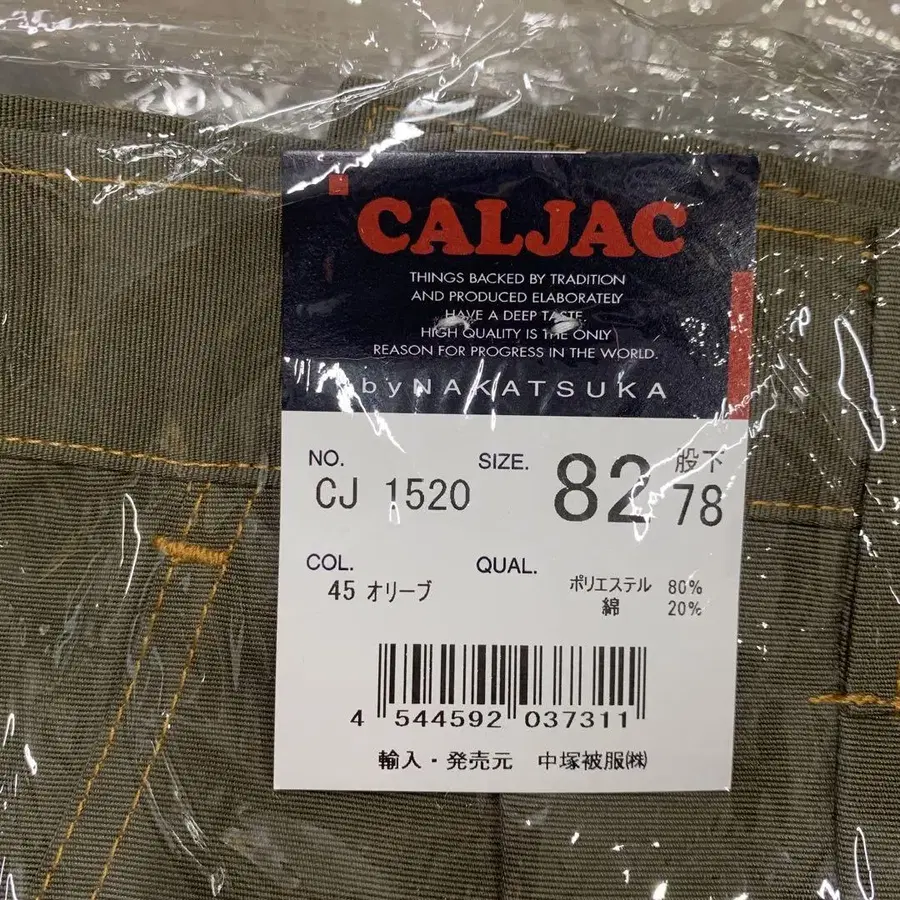 CALJAC
THINGS BACKED BY TRADITION
AND PRODUCED ELABORATELY
HAVE A DEEP TASTE.
HIGH QUALITY IS THE ONLY
REASON FOR PROGRESS IN THE WORLD.
by NAKATSUKA
NO. CJ 1520
SIZE. 82 股下 78
COL. 45 オリーブ
QUAL. ポリエステル 80%
綿 20%
4 544592 037311
輸入・発売元 中塚被服㈱